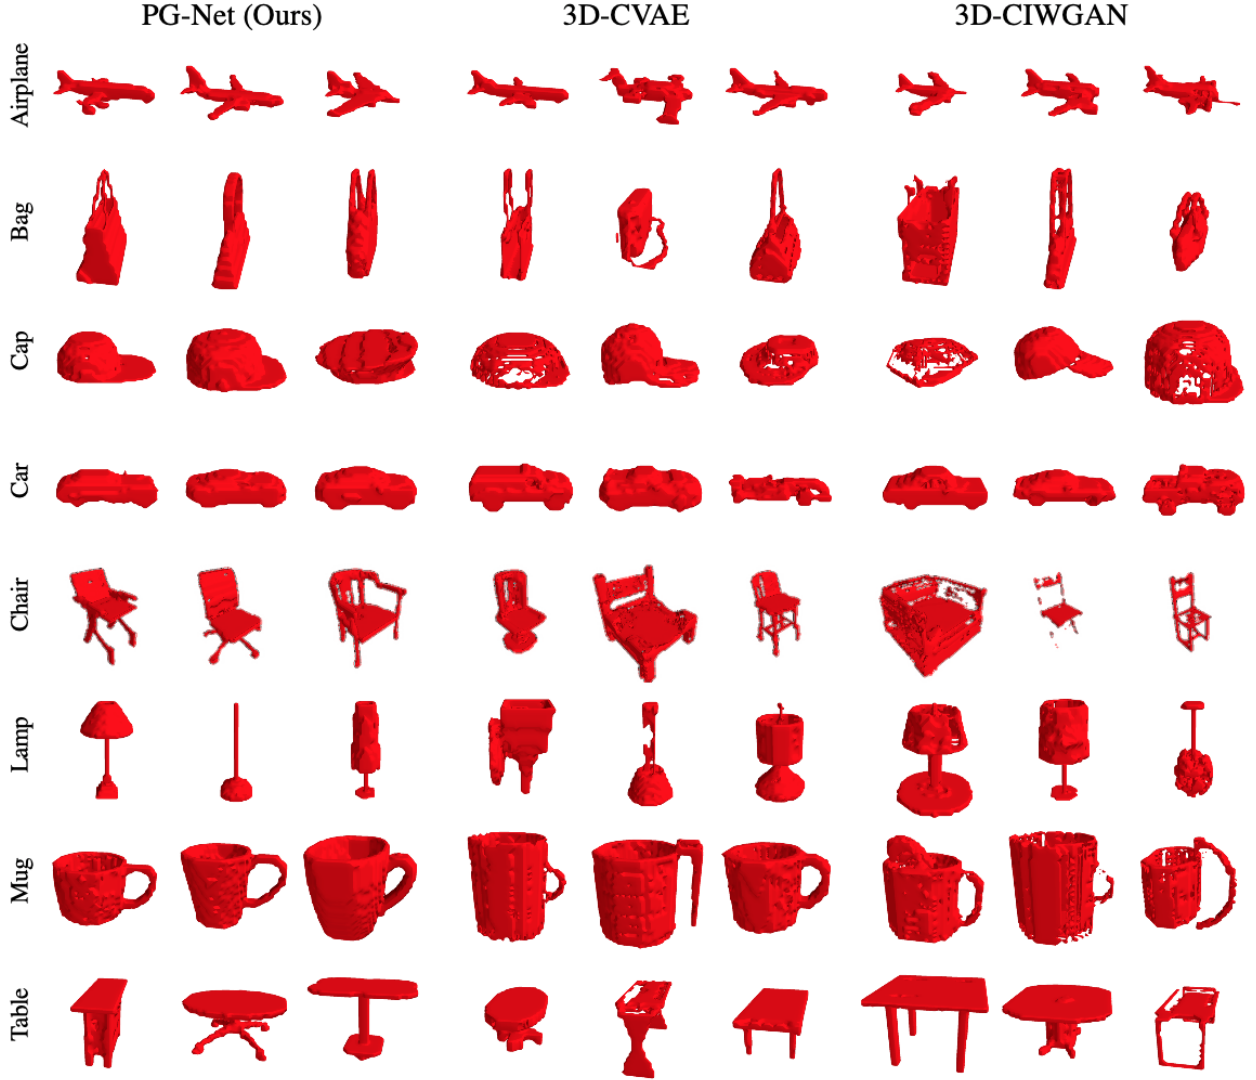 PG-Net (Ours) 3D-CVAE 3D-CIWGAN
Airplane
Bag
Cap
Car
Chair
Lamp
Mug
Table